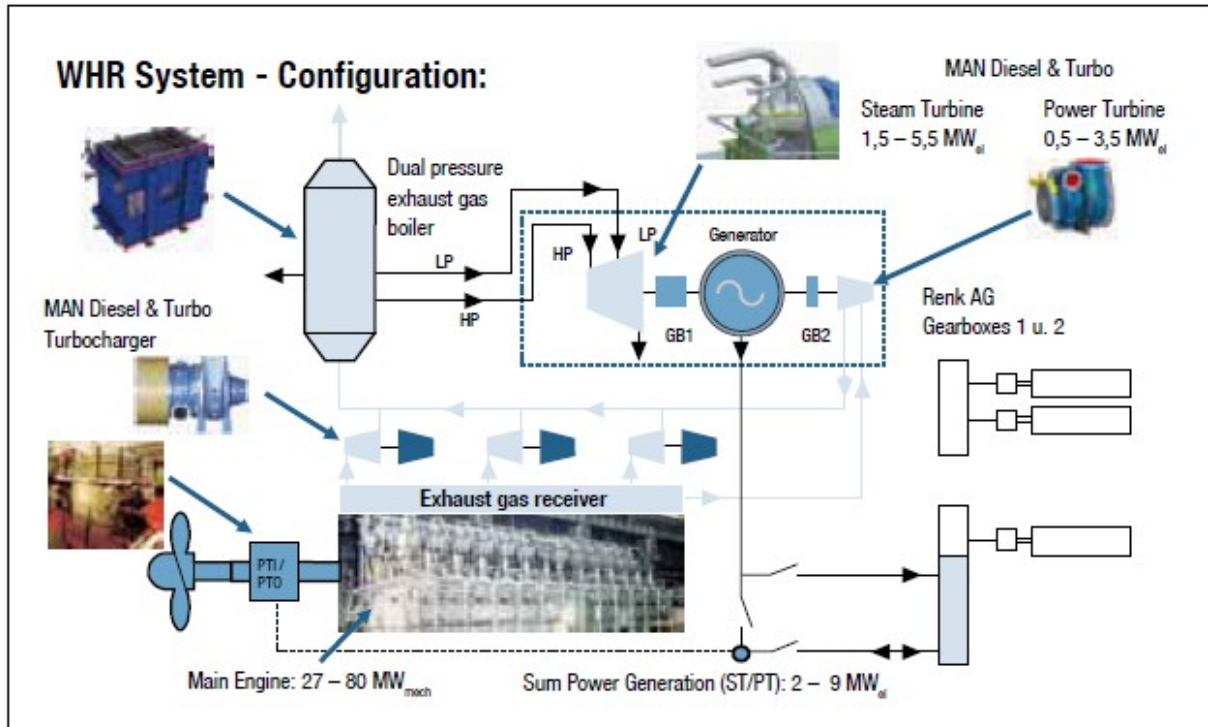 WHR System - Configuration:
MAN Diesel & Turbo
Steam Turbine
1,5 – 5,5 MWel
Power Turbine
0,5 – 3,5 MWel
Dual pressure
exhaust gas
boiler
LP
HP
HP
LP
Generator
GB1
GB2
Renk AG
Gearboxes 1 u. 2
MAN Diesel & Turbo
Turbocharger
Exhaust gas receiver
PTI /
PTO
Main Engine: 27 – 80 MWmech
Sum Power Generation (ST/PT): 2 – 9 MWel